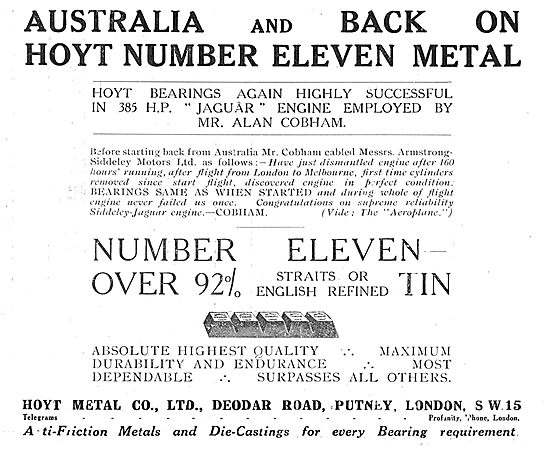 AUSTRALIA AND BACK ON
HOYT NUMBER ELEVEN METAL
HOYT BEARINGS AGAIN HIGHLY SUCCESSFUL
IN 385 H.P. "JAGUAR" ENGINE EMPLOYED BY
MR. ALAN COBHAM.
Before starting back from Australia Mr. Cobham cabled Messrs. Armstrong-
Siddeley Motors Ltd. as follows:—Have just dismantled engine after 160
hours' running, after flight from London to Melbourne, first time cylinders
removed since start flight, discovered engine in perfect condition.
BEARINGS SAME AS WHEN STARTED and during whole of flight
engine never failed us once. Congratulations on supreme reliability
Siddeley-Jaguar engine.—COBHAM. (Vide: The "Aeroplane.")
NUMBER ELEVEN—
OVER 92% STRAITS OR ENGLISH REFINED TIN
ABSOLUTE HIGHEST QUALITY ∴ MAXIMUM
DURABILITY AND ENDURANCE ∴ MOST
DEPENDABLE ∴ SURPASSES ALL OTHERS.
HOYT METAL CO., LTD., DEODAR ROAD, PUTNEY, LONDON, S W.15
Telegrams - - - - - - - - - - Profunity, 'Phone, London.
A ti-Friction Metals and Die-Castings for every Bearing requirement.